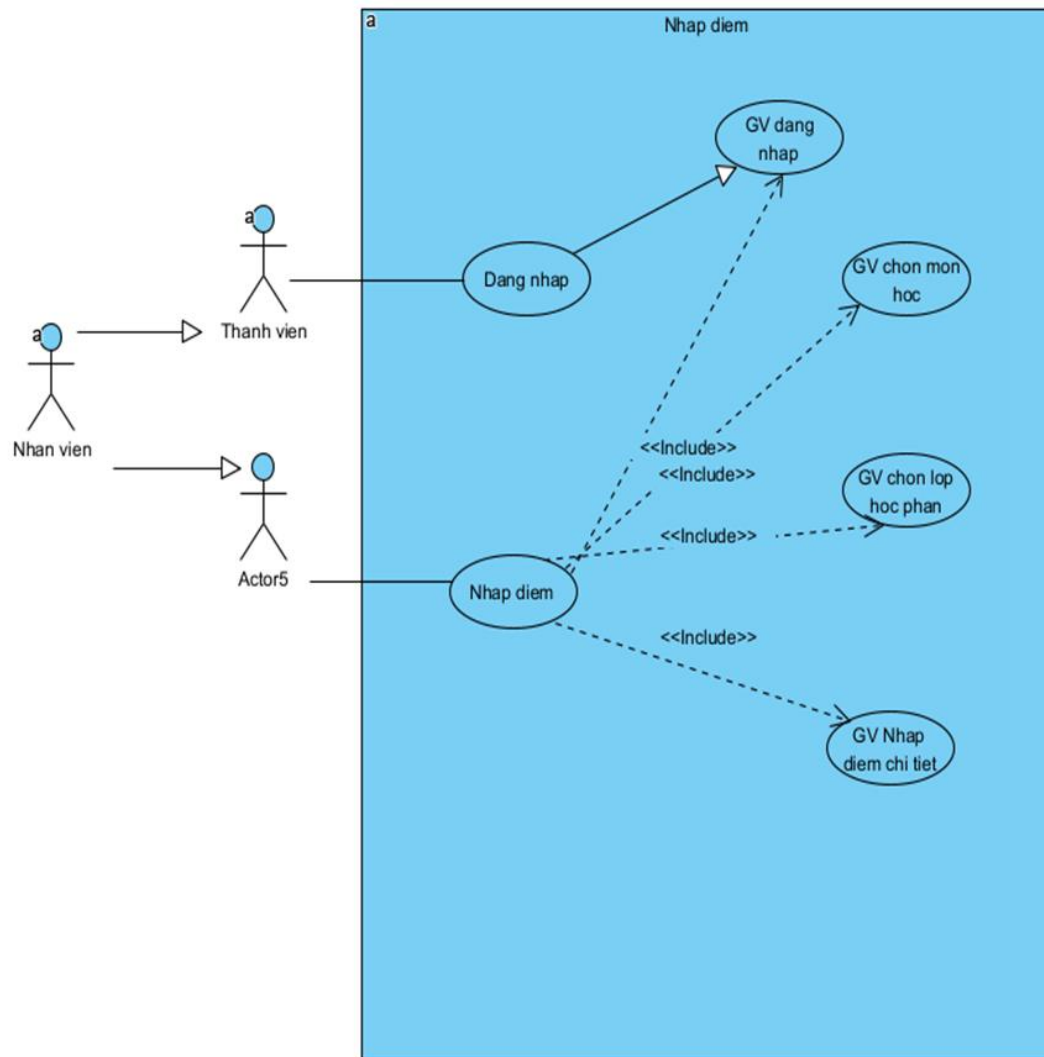 a
Nhap diem
GV dang
nhap
a
Thanh vien
Dang nhap
GV chon mon
hoc
a
Nhan vien
<<Include>>
<<Include>>
GV chon lop
hoc phan
<<Include>>
Actor5
Nhap diem
<<Include>>
GV Nhap
diem chi tiet